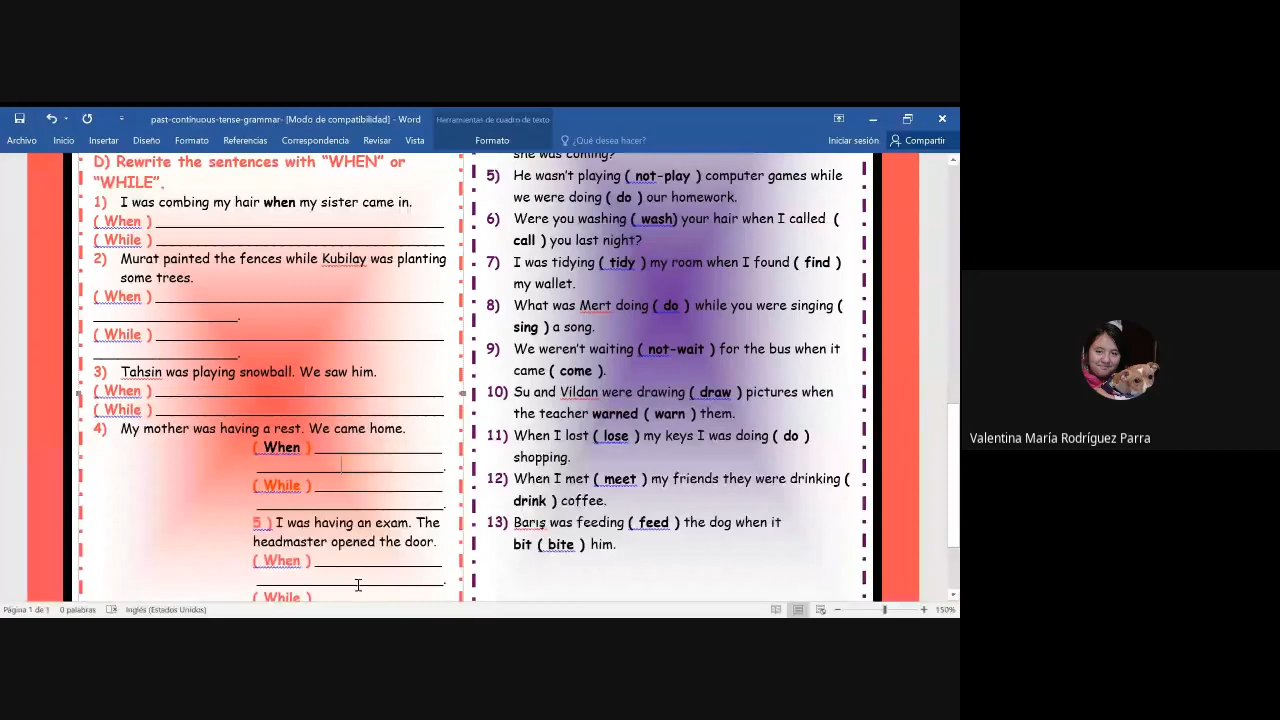 past-continuous-tense-grammar- [Modo de compatibilidad] - Word
Herramientas de cuadro de texto
Archivo Inicio Insertar Diseño Formato Referencias Correspondencia Revisar Vista Formato ¿Qué desea hacer? Iniciar sesión Compartir
D) Rewrite the sentences with “WHEN” or
“WHILE”.
1) I was combing my hair when my sister came in.
( When )
( While )
2) Murat painted the fences while Kubilay was planting
some trees.
( When )
.
( While )
.
3) Tahsin was playing snowball. We saw him.
( When )
( While )
4) My mother was having a rest. We came home.
( When )
.
( While )
.
5 ) I was having an exam. The
headmaster opened the door.
( When )
.
( While )
she was coming?
5) He wasn’t playing ( not-play ) computer games while
we were doing ( do ) our homework.
6) Were you washing ( wash) your hair when I called (
call ) you last night?
7) I was tidying ( tidy ) my room when I found ( find )
my wallet.
8) What was Mert doing ( do ) while you were singing (
sing ) a song.
9) We weren’t waiting ( not-wait ) for the bus when it
came ( come ).
10) Su and Vildan were drawing ( draw ) pictures when
the teacher warned ( warn ) them.
11) When I lost ( lose ) my keys I was doing ( do )
shopping.
12) When I met ( meet ) my friends they were drinking (
drink ) coffee.
13) Barış was feeding ( feed ) the dog when it
bit ( bite ) him.
Página 1 de 1 0 palabras Inglés (Estados Unidos) 150%
Valentina María Rodríguez Parra